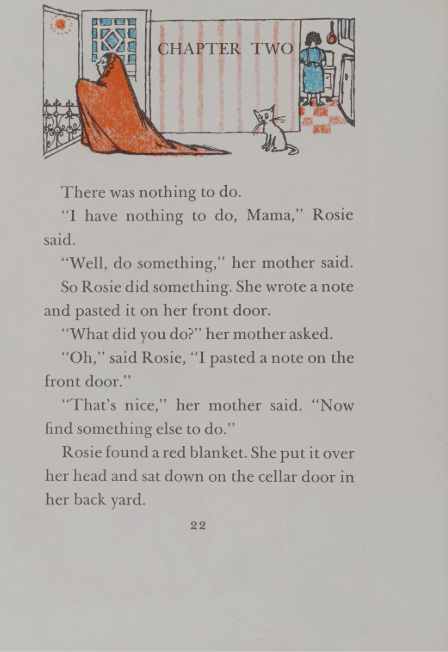 CHAPTER TWO
There was nothing to do.
"I have nothing to do, Mama," Rosie
said.
"Well, do something," her mother said.
So Rosie did something. She wrote a note
and pasted it on her front door.
"What did you do?" her mother asked.
"Oh," said Rosie, "I pasted a note on the
front door."
"That's nice," her mother said. "Now
find something else to do."
Rosie found a red blanket. She put it over
her head and sat down on the cellar door in
her back yard.
22